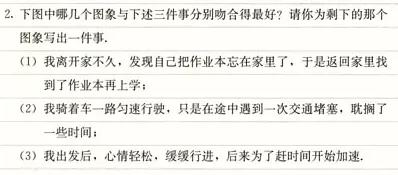 2. 下图中哪几个图象与下述三件事分别吻合得最好？请你为剩下的那个
图象写出一件事.
（1）我离开家不久，发现自己把作业本忘在家里了，于是返回家里找
到了作业本再上学；
（2）我骑着车一路匀速行驶，只是在途中遇到一次交通堵塞，耽搁了
一些时间；
（3）我出发后，心情轻松，缓缓行进，后来为了赶时间开始加速.